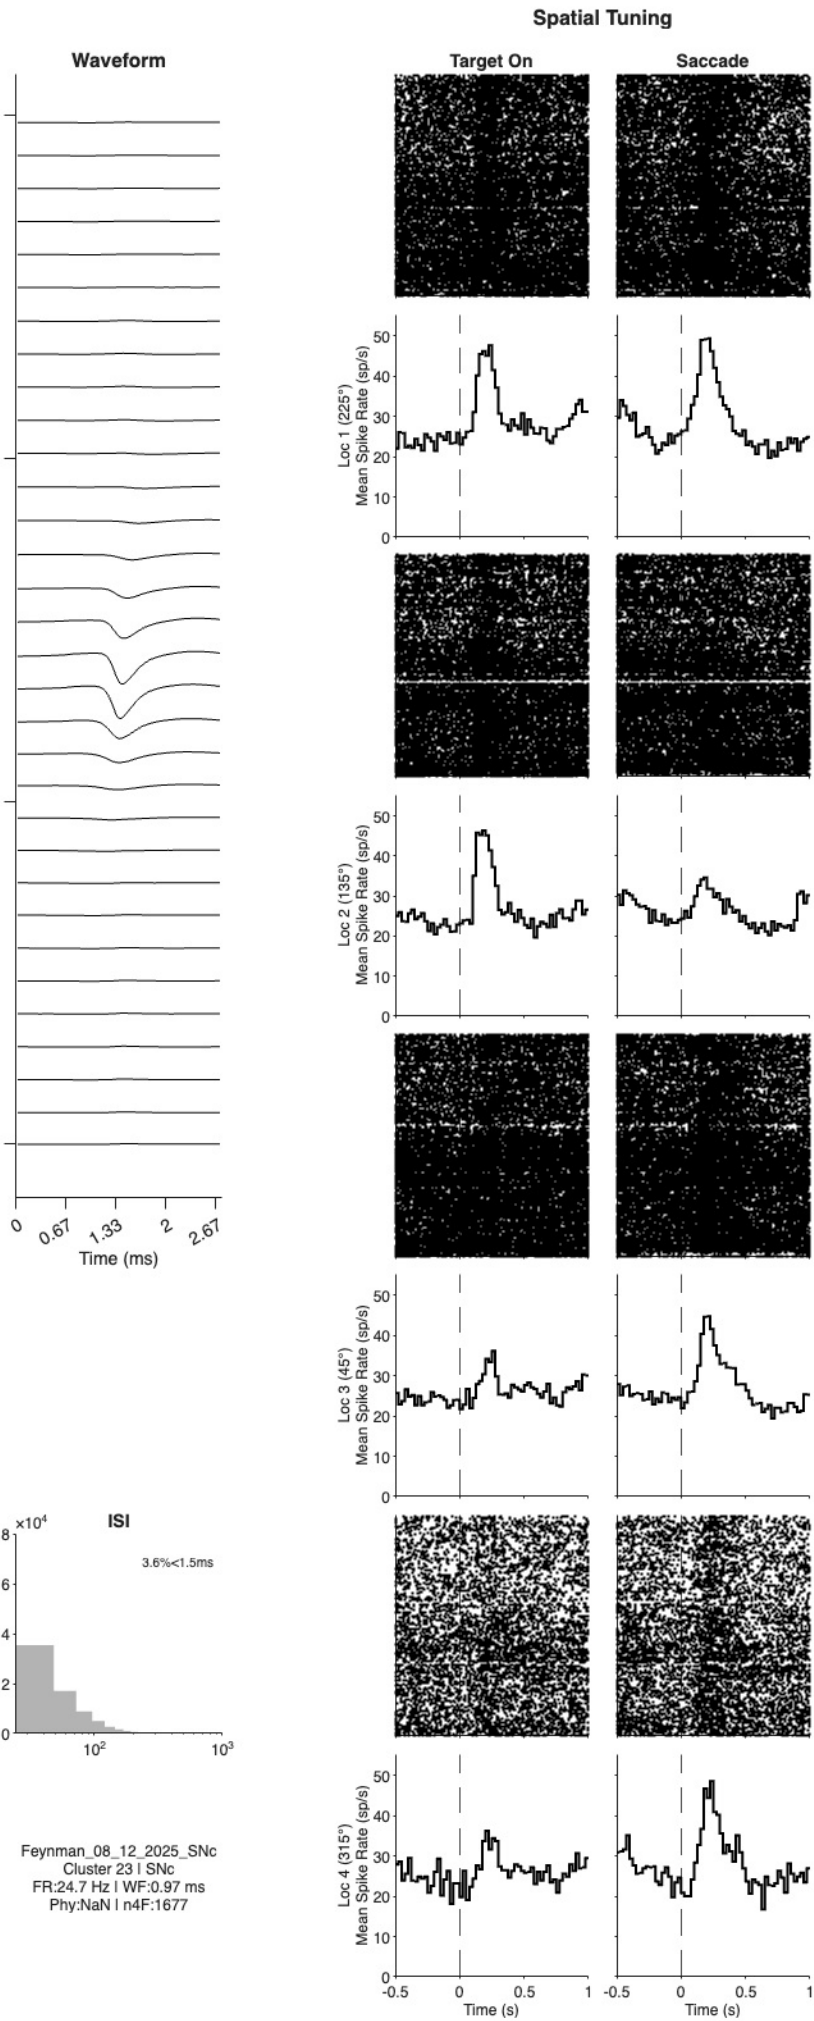 Spatial Tuning
Waveform
Target On
Saccade
50
40
30
20
10
0
Loc 1 (225°)
Mean Spike Rate (sp/s)
50
40
30
20
10
0
Loc 2 (135°)
Mean Spike Rate (sp/s)
0
0.67
1.33
2
2.67
Time (ms)
50
40
30
20
10
0
Loc 3 (45°)
Mean Spike Rate (sp/s)
×10⁴
ISI
3.6%<1.5ms
8
6
4
2
0
10²
10³
50
40
30
20
10
0
Loc 4 (315°)
Mean Spike Rate (sp/s)
Feynman_08_12_2025_SNc
Cluster 23 | SNc
FR:24.7 Hz | WF:0.97 ms
Phy:NaN | n4F:1677
-0.5
0
0.5
1
-0.5
0
0.5
1
Time (s)
Time (s)